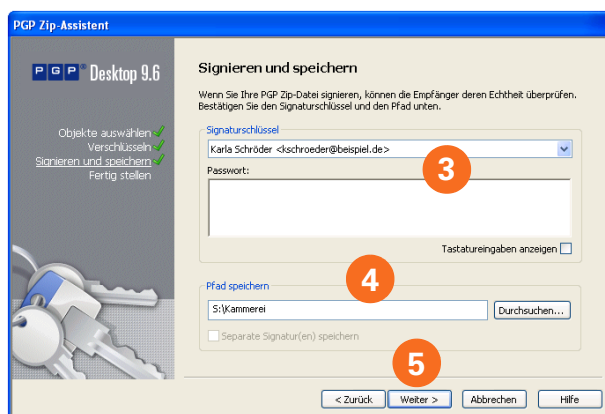 PGP Zip-Assistent
PGP® Desktop 9.6
Objekte auswählen
Verschlüsseln
Signieren und speichern
Fertig stellen
Signieren und speichern
Wenn Sie Ihre PGP Zip-Datei signieren, können die Empfänger deren Echtheit überprüfen.
Bestätigen Sie den Signaturschlüssel und den Pfad unten.
Signaturschlüssel
Karla Schröder <kschroeder@beispiel.de>
3
Passwort:
Tastatureingaben anzeigen
4
Pfad speichern
S:\Kammerei
Durchsuchen...
Separate Signatur(en) speichern
5
< Zurück
Weiter >
Abbrechen
Hilfe